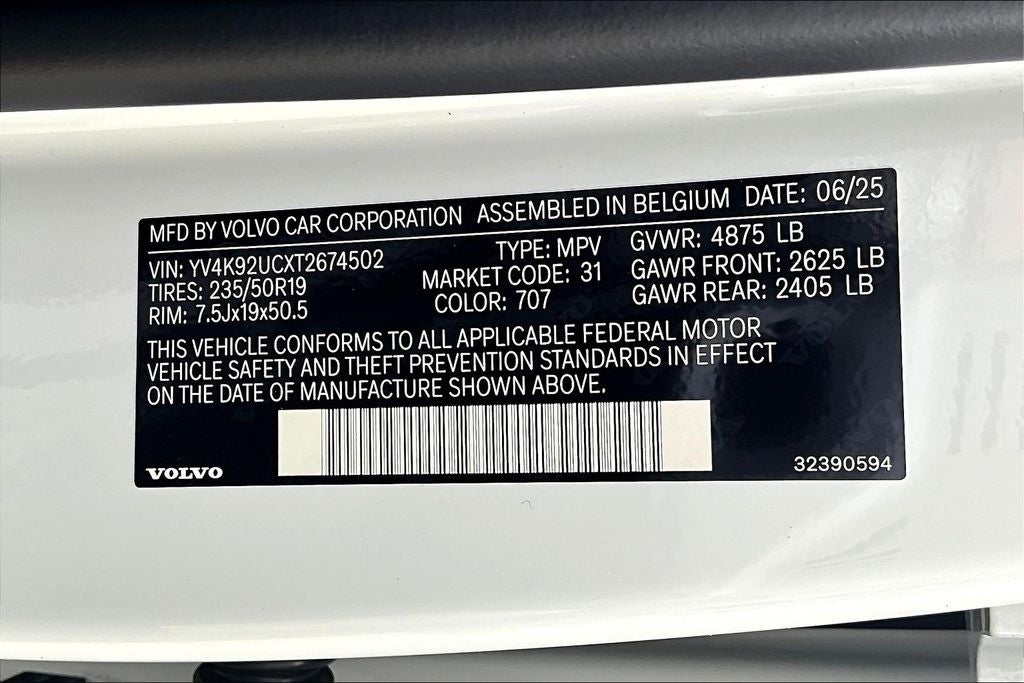 MFD BY VOLVO CAR CORPORATION ASSEMBLED IN BELGIUM DATE: 06/25
VIN: YV4K92UCXT2674502 TYPE: MPV GVWR: 4875 LB
TIRES: 235/50R19 MARKET CODE: 31 GAWR FRONT: 2625 LB
RIM: 7.5Jx19x50.5 COLOR: 707 GAWR REAR: 2405 LB
THIS VEHICLE CONFORMS TO ALL APPLICABLE FEDERAL MOTOR
VEHICLE SAFETY AND THEFT PREVENTION STANDARDS IN EFFECT
ON THE DATE OF MANUFACTURE SHOWN ABOVE.
VOLVO 32390594